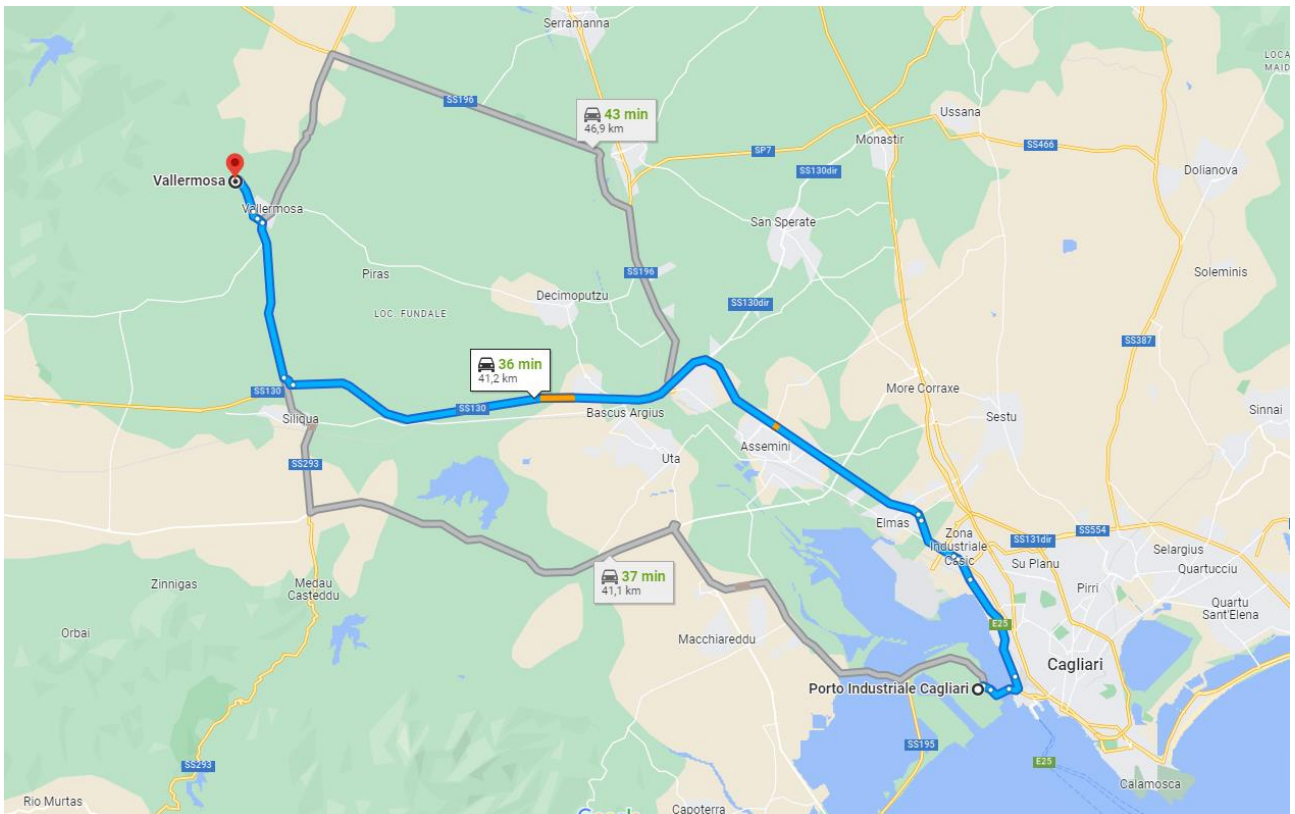 Serramanna
LOCA
MAID
SS196
43 min
46,9 km
Ussana
Monastir
SS466
SP7
Dolianova
SS130dir
Vallermosa
Vallermosa
San Sperate
Piras
SS196
Soleminis
Decimoputzu
SS130dir
LOC. FUNDALE
SS387
36 min
41,2 km
SS130
SS130
More Corraxe
Siliqua
Bascus Argius
Sestu
Sinnai
Assemini
Uta
SS293
Elmas
Zona
Industriale
Casic
SS554
SS131dir
Selargius
Su Planu
Quartucciu
Zinnigas
Medau
Casteddu
37 min
41,1 km
Pirri
Quartu
Sant'Elena
Orbai
Macchiareddu
E25
Cagliari
Porto Industriale Cagliari
SS195
SS293
E25
Calamosca
Rio Murtas
Capoterra